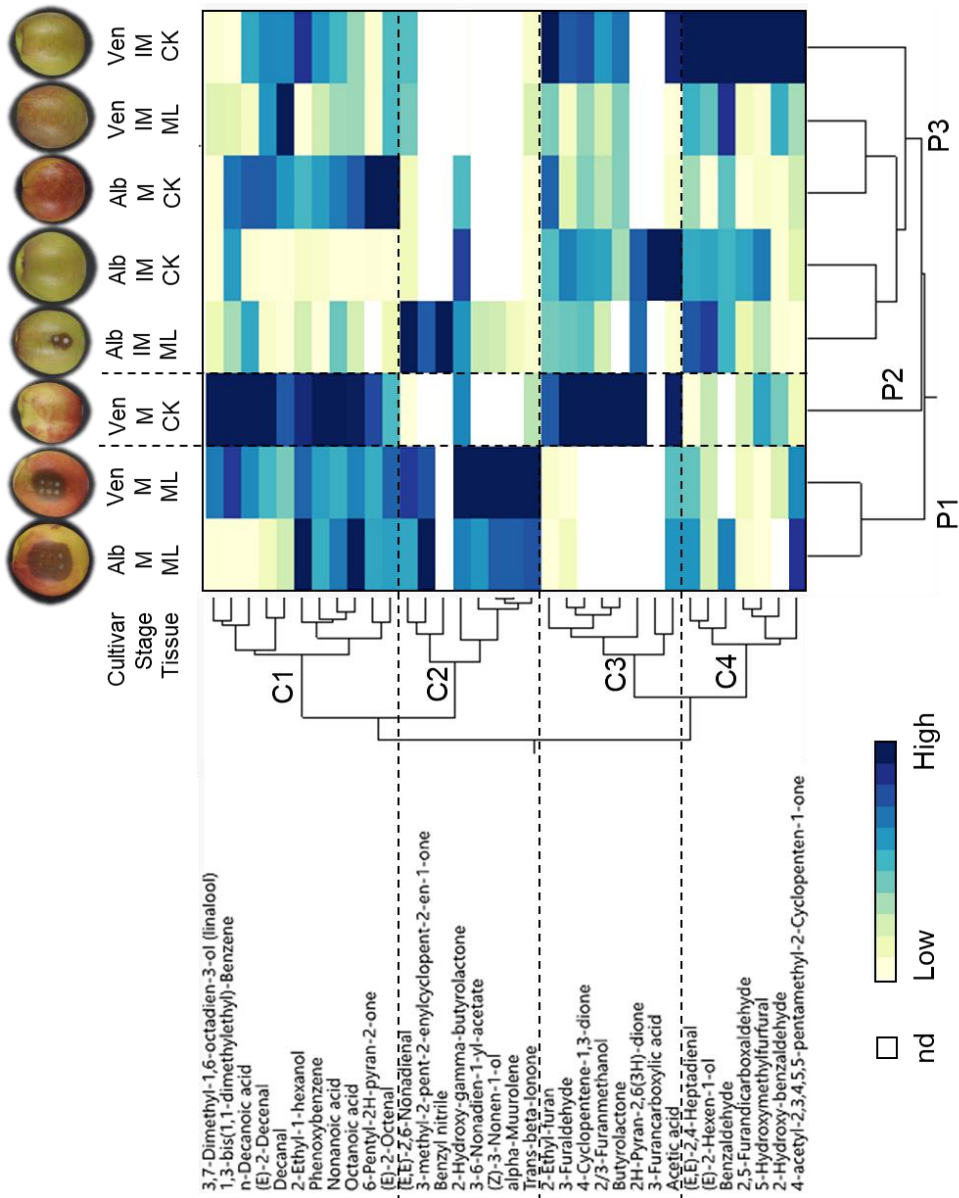 Cultivar Alb Ven Ven Alb Alb Alb Ven Ven
Stage M M M IM IM M IM IM
Tissue ML ML CK ML CK CK ML CK
3,7-Dimethyl-1,6-octadien-3-ol (linalool)
1,3-bis(1,1-dimethylethyl)-Benzene
n-Decanoic acid
(E)-2-Decenal
Decanal
2-Ethyl-1-hexanol
Phenoxybenzene
Nonanoic acid
Octanoic acid
6-Pentyl-2H-pyran-2-one
(E)-2-Octenal
(E,E)-2,6-Nonadienal
3-methyl-2-pent-2-enylcyclopent-2-en-1-one
Benzyl nitrile
2-Hydroxy-gamma-butyrolactone
3-6-Nonadien-1-yl-acetate
(Z)-3-Nonen-1-ol
alpha-Muurolene
Trans-beta-Ionone
2-Ethyl-furan
3-Furaldehyde
4-Cyclopentene-1,3-dione
2/3-Furanmethanol
Butyrolactone
2H-Pyran-2,6(3H)-dione
3-Furancarboxylic acid
Acetic acid
(E,E)-2,4-Heptadienal
(E)-2-Hexen-1-ol
Benzaldehyde
2,5-Furandicarboxaldehyde
5-Hydroxymethylfurfural
2-Hydroxy-benzaldehyde
4-acetyl-2,3,4,5,5-pentamethyl-2-Cyclopenten-1-one
C1
C2
C3
C4
P1
P2
P3
nd
Low
High